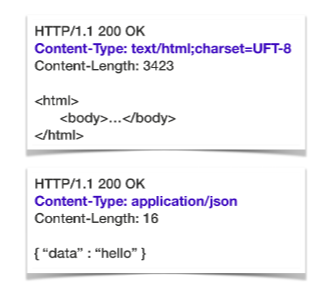 HTTP/1.1 200 OK
Content-Type: text/html;charset=UFT-8
Content-Length: 3423
<html>
<body>...</body>
</html>
HTTP/1.1 200 OK
Content-Type: application/json
Content-Length: 16
{ “data” : “hello” }